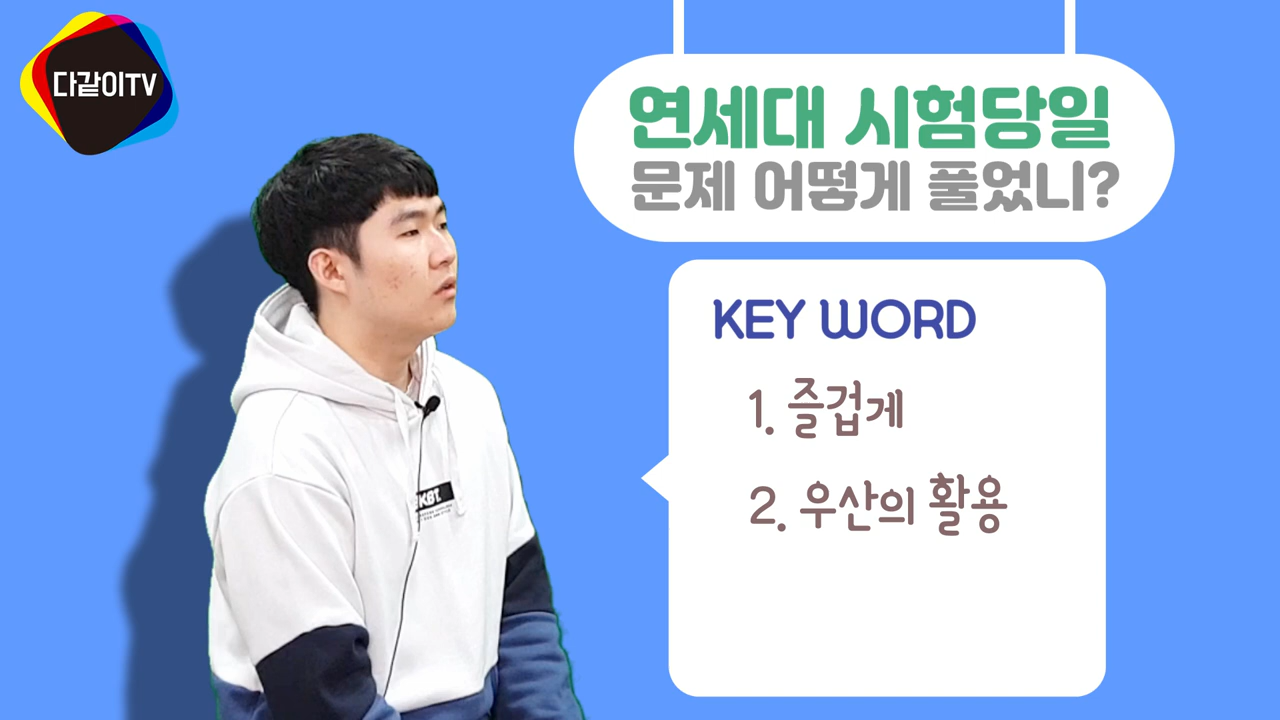 다같이TV
연세대 시험당일
문제 어떻게 풀었니?
KEY WORD
1. 즐겁게
2. 우산의 활용
KBT.